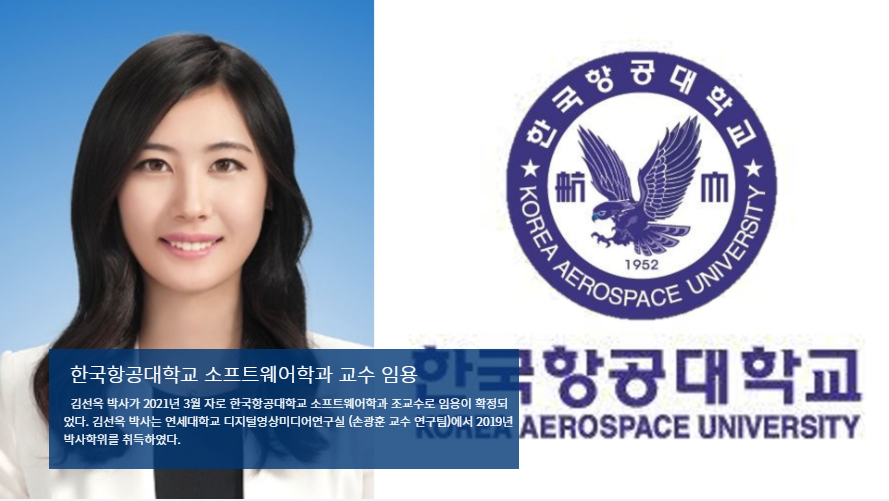 한국항공대학교
航 大
1952
KOREA AEROSPACE UNIVERSITY
한국항공대학교
KOREA AEROSPACE UNIVERSITY
한국항공대학교 소프트웨어학과 교수 임용
김선옥 박사가 2021년 3월 자로 한국항공대학교 소프트웨어학과 조교수로 임용이 확정되
었다. 김선옥 박사는 연세대학교 디지털영상미디어연구실 (손광훈 교수 연구팀)에서 2019년
박사학위를 취득하였다.